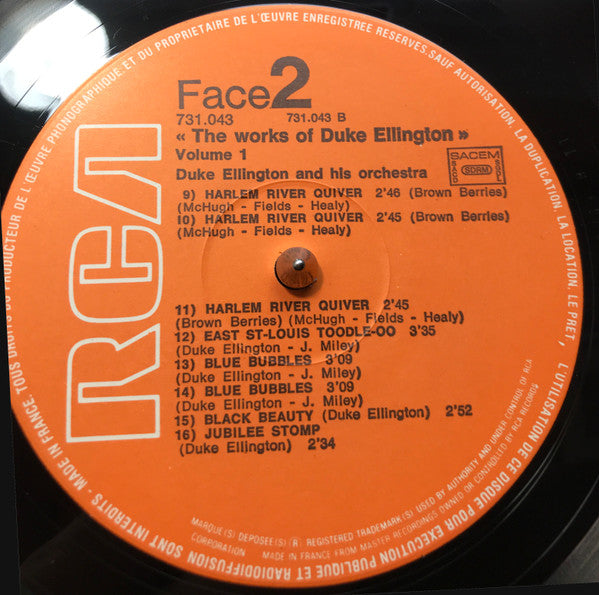 Face 2
731.043 731.043 B
« The works of Duke Ellington »
Volume 1
Duke Ellington and his orchestra
SACEM
SDRM
SACD
SGDL
9) HARLEM RIVER QUIVER 2'46 (Brown Berries)
(McHugh - Fields - Healy)
10) HARLEM RIVER QUIVER 2'45 (Brown Berries)
(McHugh - Fields - Healy)
11) HARLEM RIVER QUIVER 2'45
(Brown Berries) (McHugh - Fields - Healy)
12) EAST ST-LOUIS TOODLE-OO 3'35
(Duke Ellington - J. Miley)
13) BLUE BUBBLES 3'09
(Duke Ellington - J. Miley)
14) BLUE BUBBLES 3'09
(Duke Ellington - J. Miley)
15) BLACK BEAUTY (Duke Ellington) 2'52
16) JUBILEE STOMP
(Duke Ellington) 2'34
RCA
MARQUE(S) DEPOSEE(S) ® REGISTERED TRADEMARK(S) USED BY AUTHORITY AND UNDER CONTROL OF RCA
CORPORATION MADE IN FRANCE FROM MASTER RECORDINGS OWNED OR CONTROLLED BY RCA RECORDS
MADE IN FRANCE. TOUS DROITS DU PRODUCTEUR DE L'ŒUVRE PHONOGRAPHIQUE ET DU PROPRIETAIRE DE L'ŒUVRE ENREGISTREE RESERVES. SAUF AUTORISATION, LA DUPLICATION, LA LOCATION, LE PRET, L'UTILISATION DE CE DISQUE POUR EXECUTION PUBLIQUE ET RADIODIFFUSION SONT INTERDITS -